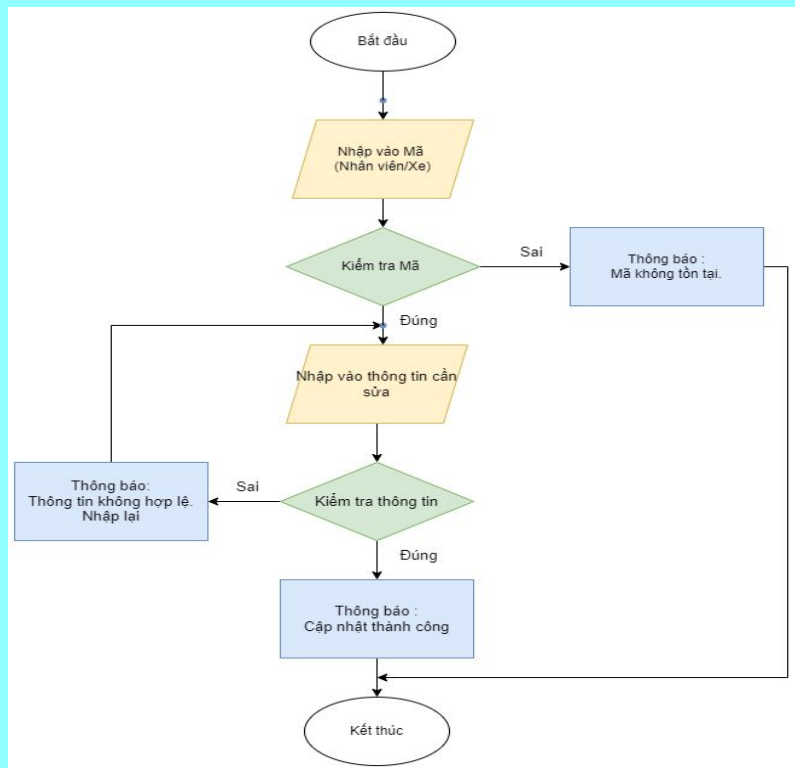 Bắt đầu
Nhập vào Mã
(Nhân viên/Xe)
Kiểm tra Mã
Sai
Thông báo :
Mã không tồn tại.
Đúng
Nhập vào thông tin cần
sửa
Thông báo:
Thông tin không hợp lệ.
Nhập lại
Sai
Kiểm tra thông tin
Đúng
Thông báo :
Cập nhật thành công
Kết thúc